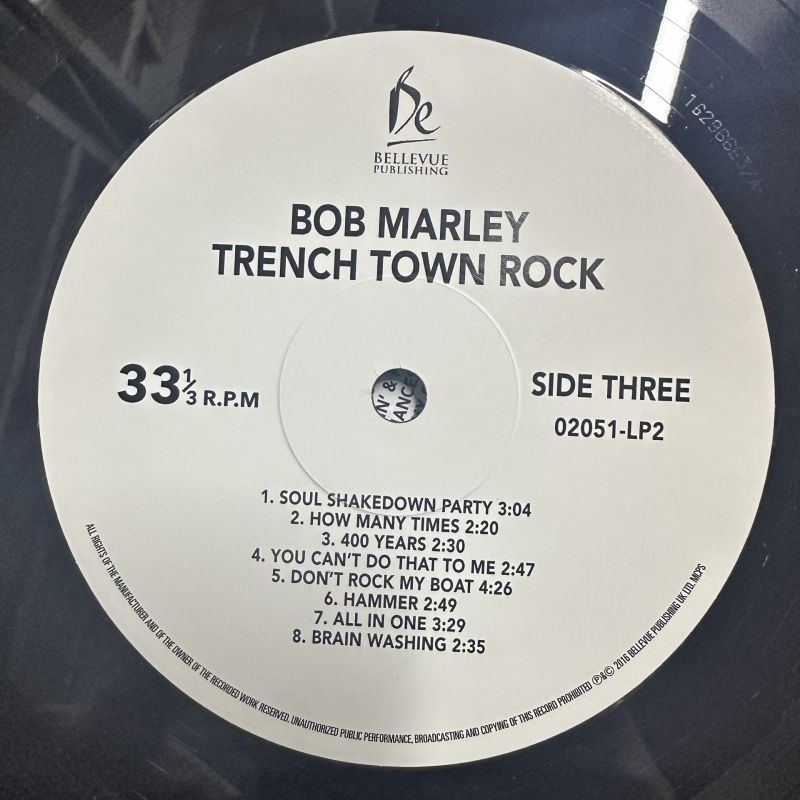 Be
BELLEVUE
PUBLISHING
BOB MARLEY
TRENCH TOWN ROCK
33 1/3 R.P.M
SIDE THREE
02051-LP2
1. SOUL SHAKEDOWN PARTY 3:04
2. HOW MANY TIMES 2:20
3. 400 YEARS 2:30
4. YOU CAN'T DO THAT TO ME 2:47
5. DON'T ROCK MY BOAT 4:26
6. HAMMER 2:49
7. ALL IN ONE 3:29
8. BRAIN WASHING 2:35
ALL RIGHTS OF THE MANUFACTURER AND OF THE OWNER OF THE RECORDED WORK RESERVED, UNAUTHORIZED PUBLIC PERFORMANCE, BROADCASTING AND COPYING OF THIS RECORD PROHIBITED ℗&© 2016 BELLEVUE PUBLISHING UK LTD. MCPS